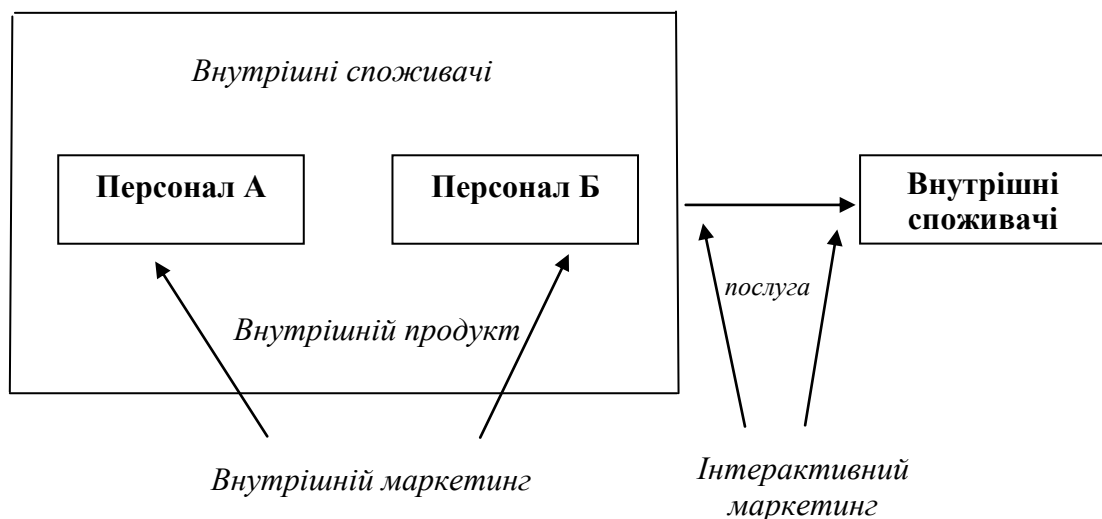 Внутрішні споживачі
Персонал А
Персонал Б
Внутрішні
споживачі
послуга
Внутрішній продукт
Внутрішній маркетинг
Інтерактивний
маркетинг